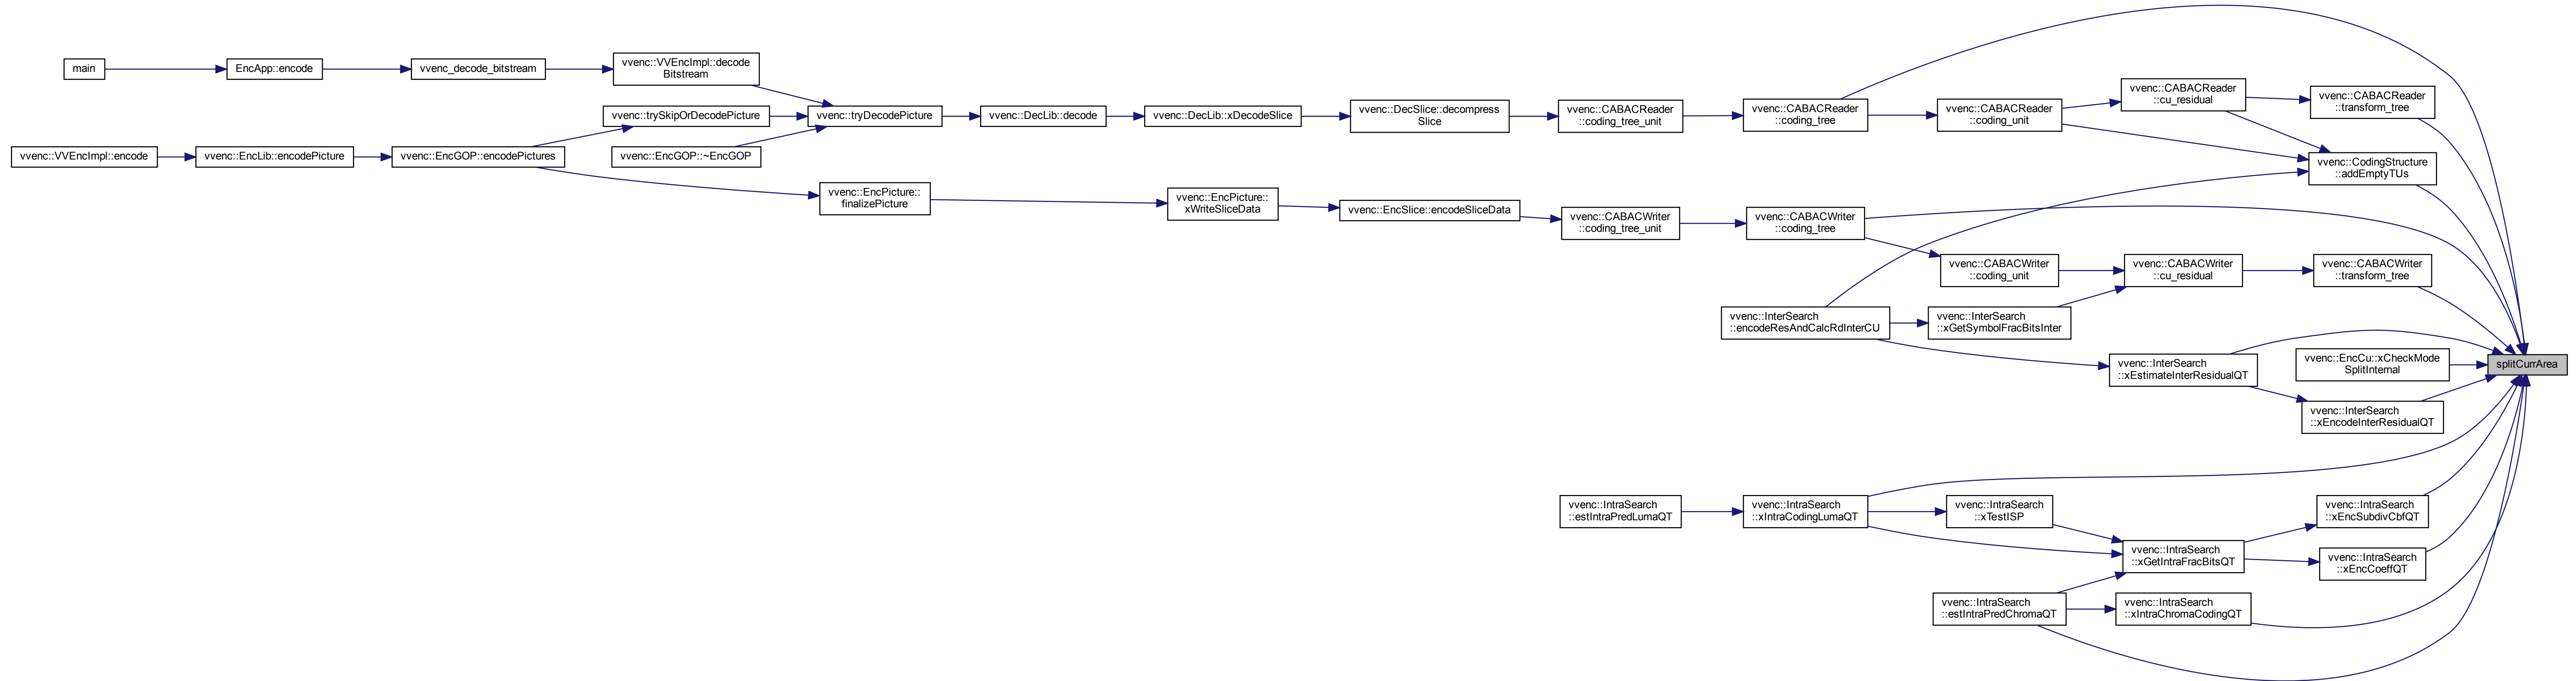 main
EncApp::encode
vvenc_decode_bitstream
vvenc::VVEncImpl::decode
Bitstream
vvenc::VVEncImpl::encode
vvenc::EncLib::encodePicture
vvenc::EncGOP::encodePictures
vvenc::trySkipOrDecodePicture
vvenc::EncGOP::~EncGOP
vvenc::tryDecodePicture
vvenc::DecLib::decode
vvenc::DecLib::xDecodeSlice
vvenc::DecSlice::decompress
Slice
vvenc::CABACReader
::coding_tree_unit
vvenc::CABACReader
::coding_tree
vvenc::CABACReader
::coding_unit
vvenc::CABACReader
::cu_residual
vvenc::CABACReader
::transform_tree
vvenc::CodingStructure
::addEmptyTUs
vvenc::EncPicture::
finalizePicture
vvenc::EncPicture::
xWriteSliceData
vvenc::EncSlice::encodeSliceData
vvenc::CABACWriter
::coding_tree_unit
vvenc::CABACWriter
::coding_tree
vvenc::CABACWriter
::coding_unit
vvenc::CABACWriter
::cu_residual
vvenc::CABACWriter
::transform_tree
vvenc::InterSearch
::encodeResAndCalcRdInterCU
vvenc::InterSearch
::xGetSymbolFracBitsInter
vvenc::InterSearch
::xEstimateInterResidualQT
vvenc::EncCu::xCheckMode
SplitInternal
vvenc::InterSearch
::xEncodeInterResidualQT
splitCurrArea
vvenc::IntraSearch
::estIntraPredLumaQT
vvenc::IntraSearch
::xIntraCodingLumaQT
vvenc::IntraSearch
::xTestISP
vvenc::IntraSearch
::xGetIntraFracBitsQT
vvenc::IntraSearch
::xEncSubdivCbfQT
vvenc::IntraSearch
::xEncCoeffQT
vvenc::IntraSearch
::estIntraPredChromaQT
vvenc::IntraSearch
::xIntraChromaCodingQT